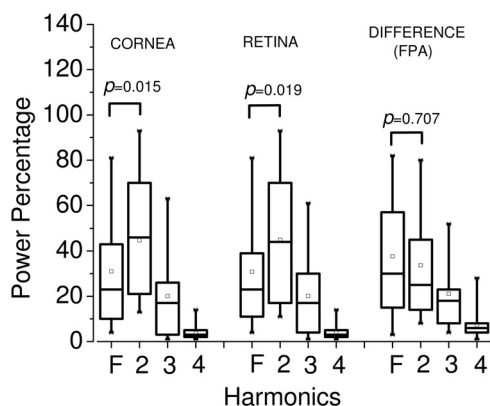 140
120
100
80
60
40
20
0
Power Percentage
CORNEA
RETINA
DIFFERENCE
(FPA)
p=0.015
p=0.019
p=0.707
F 2 3 4 F 2 3 4 F 2 3 4
Harmonics